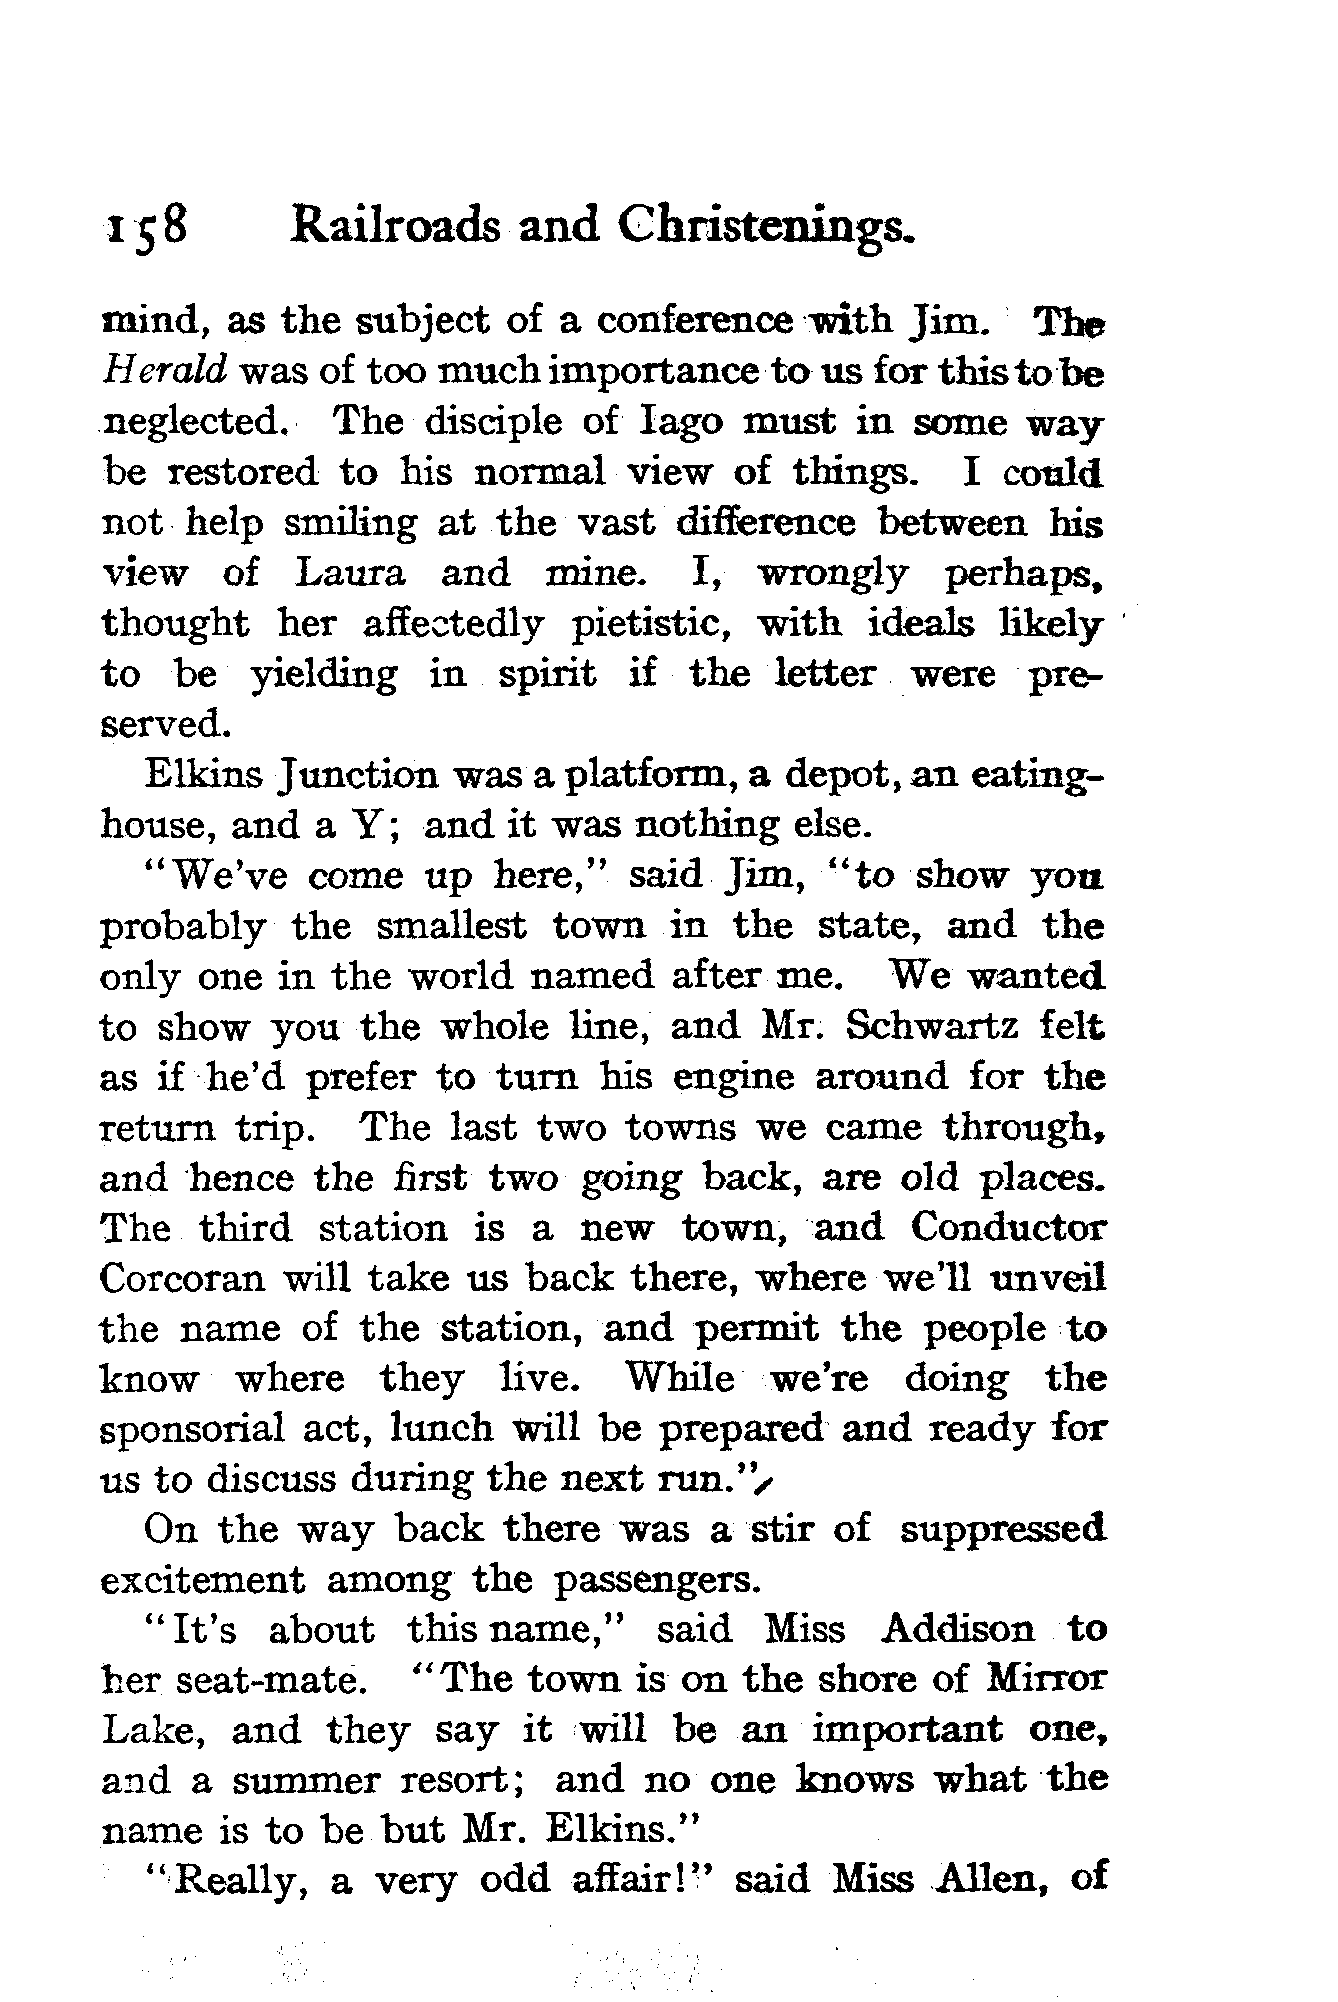 158 Railroads and Christenings.
mind, as the subject of a conference with Jim. The
Herald was of too much importance to us for this to be
neglected. The disciple of Iago must in some way
be restored to his normal view of things. I could
not help smiling at the vast difference between his
view of Laura and mine. I, wrongly perhaps,
thought her affectedly pietistic, with ideals likely
to be yielding in spirit if the letter were pre-
served.
Elkins Junction was a platform, a depot, an eating-
house, and a Y; and it was nothing else.
"We've come up here," said Jim, "to show you
probably the smallest town in the state, and the
only one in the world named after me. We wanted
to show you the whole line, and Mr. Schwartz felt
as if he'd prefer to turn his engine around for the
return trip. The last two towns we came through,
and hence the first two going back, are old places.
The third station is a new town, and Conductor
Corcoran will take us back there, where we'll unveil
the name of the station, and permit the people to
know where they live. While we're doing the
sponsorial act, lunch will be prepared and ready for
us to discuss during the next run."
On the way back there was a stir of suppressed
excitement among the passengers.
"It's about this name," said Miss Addison to
her seat-mate. "The town is on the shore of Mirror
Lake, and they say it will be an important one,
and a summer resort; and no one knows what the
name is to be but Mr. Elkins."
"Really, a very odd affair!" said Miss Allen, of